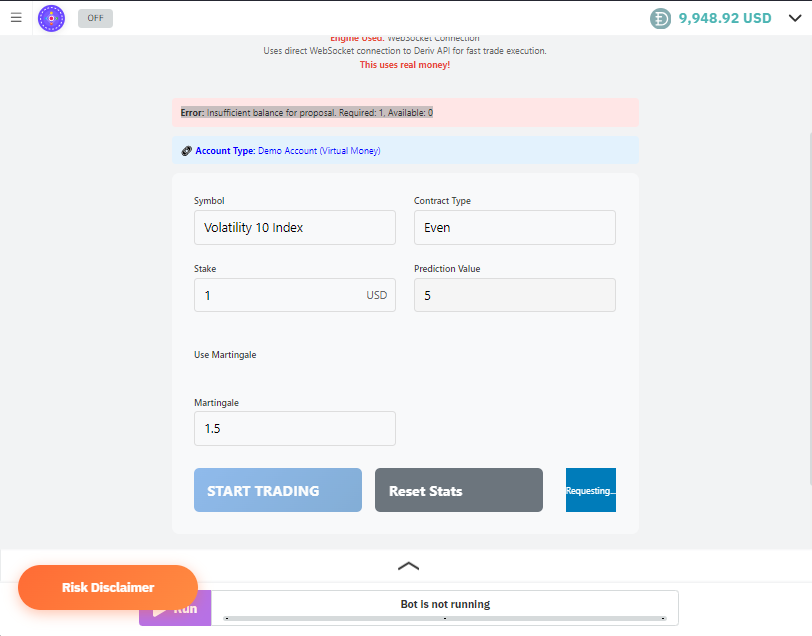 OFF
9,948.92 USD
Engine Used: WebSocket Connection
Uses direct WebSocket connection to Deriv API for fast trade execution.
This uses real money!
Error: Insufficient balance for proposal. Required: 1, Available: 0
Account Type: Demo Account (Virtual Money)
Symbol
Contract Type
Volatility 10 Index
Even
Stake
Prediction Value
1 USD
5
Use Martingale
Martingale
1.5
START TRADING
Reset Stats
Requesting...
Risk Disclaimer
Run
Bot is not running